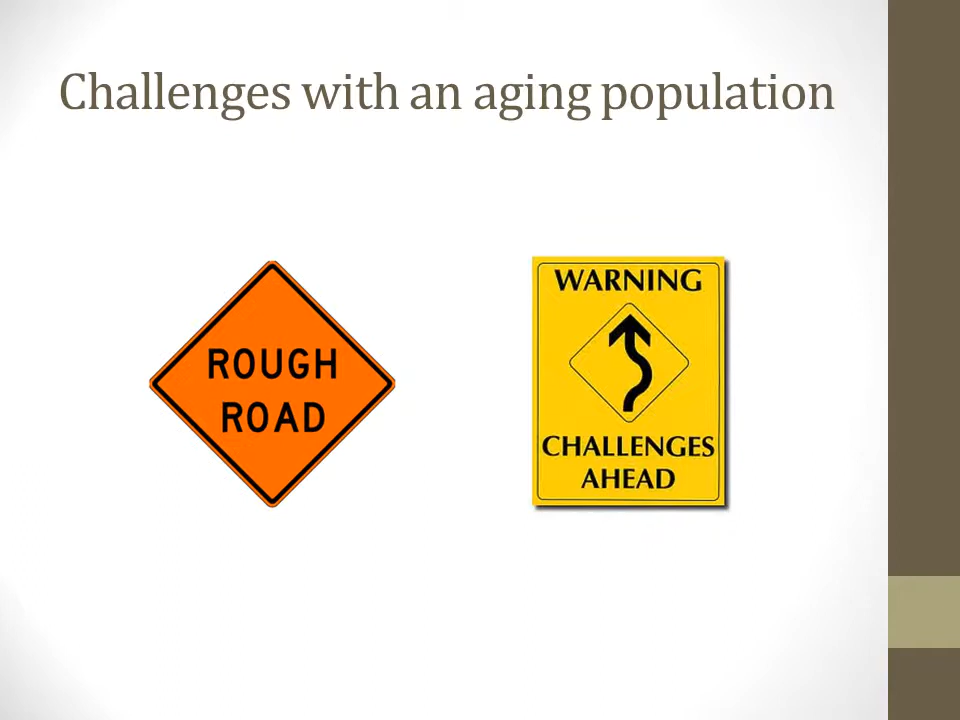 Challenges with an aging population
ROUGH
ROAD
WARNING
CHALLENGES
AHEAD